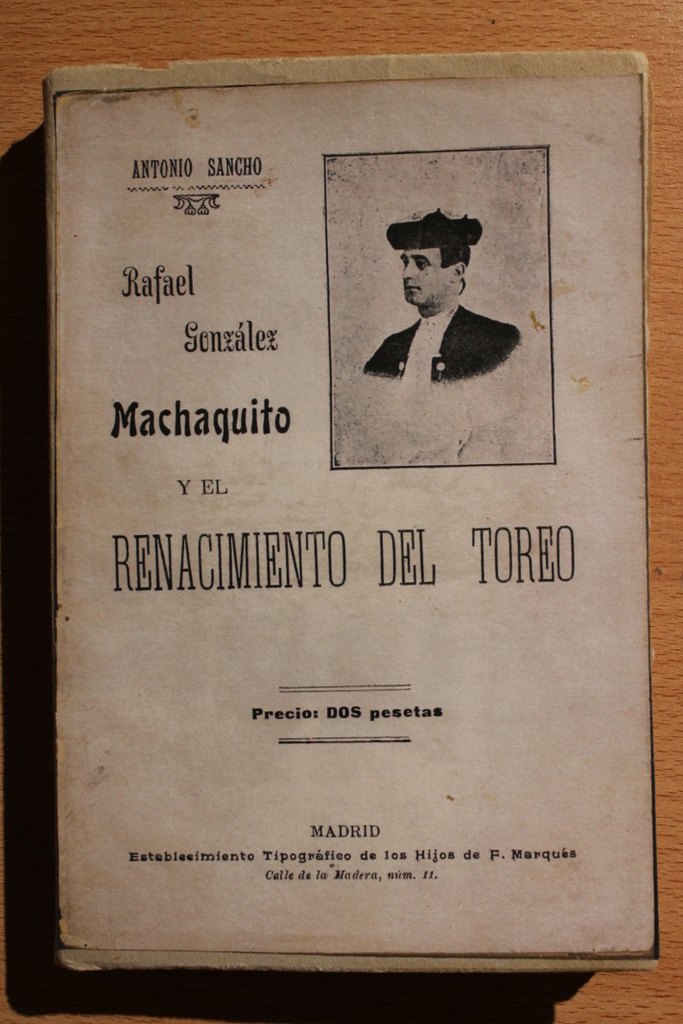 ANTONIO SANCHO
Rafael
González
Machaquito
Y EL
RENACIMIENTO DEL TOREO
Precio: DOS pesetas
MADRID
Establecimiento Tipográfico de los Hijos de F. Marqués
Calle de la Madera, núm. 11.